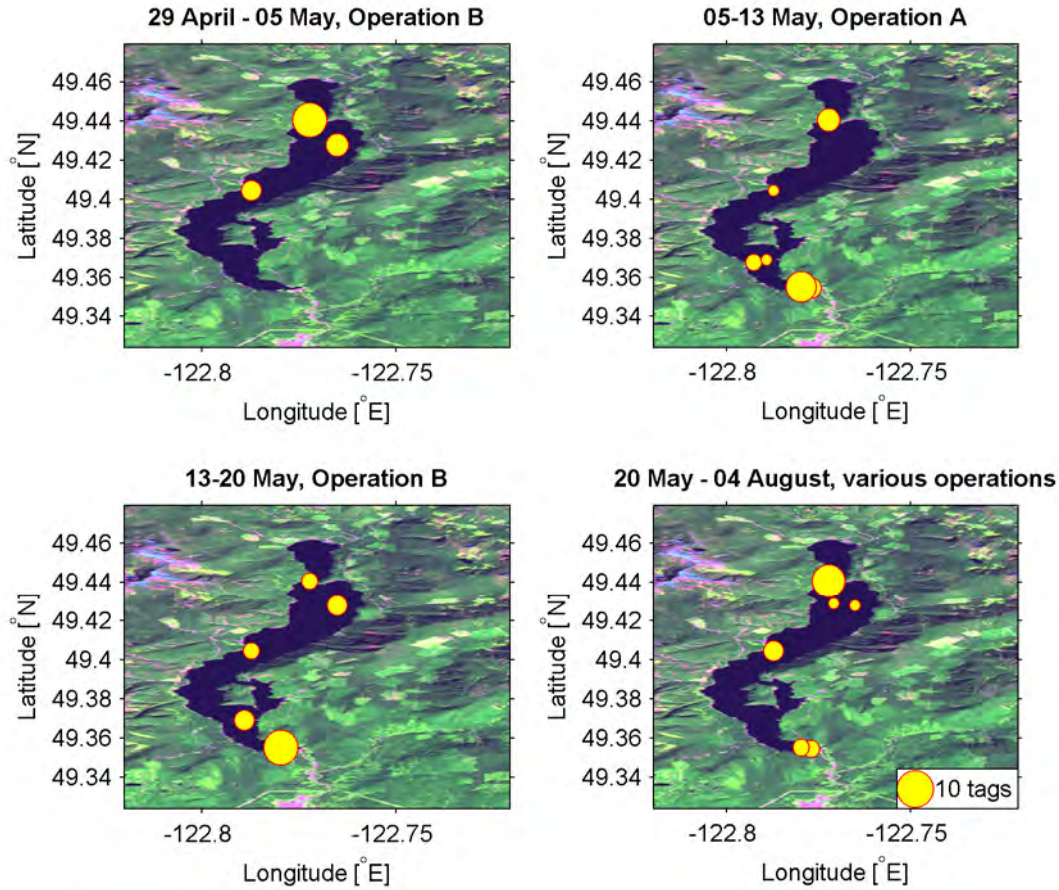 29 April - 05 May, Operation B
49.46
49.44
49.42
49.4
49.38
49.36
49.34
Latitude [°N]
-122.8
-122.75
Longitude [°E]
05-13 May, Operation A
49.46
49.44
49.42
49.4
49.38
49.36
49.34
Latitude [°N]
-122.8
-122.75
Longitude [°E]
13-20 May, Operation B
49.46
49.44
49.42
49.4
49.38
49.36
49.34
Latitude [°N]
-122.8
-122.75
Longitude [°E]
20 May - 04 August, various operations
49.46
49.44
49.42
49.4
49.38
49.36
49.34
Latitude [°N]
10 tags
-122.8
-122.75
Longitude [°E]